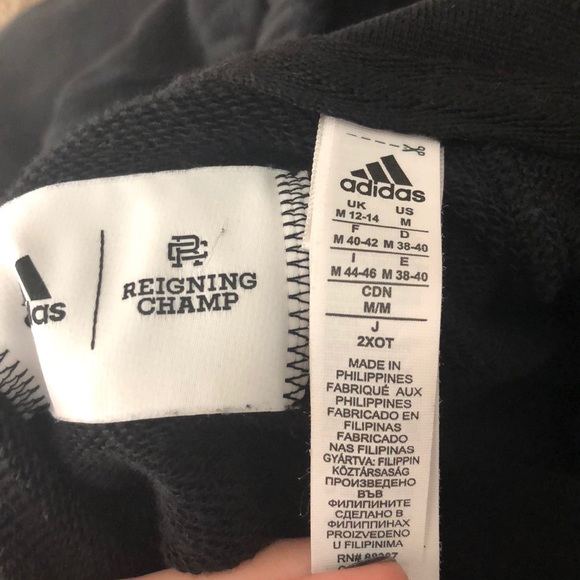 das
RC
REIGNING
CHAMP
adidas
UK US
M 12-14 M
F D
M 40-42 M 38-40
I E
M 44-46 M 38-40
CDN
M/M
J
2XOT
MADE IN
PHILIPPINES
FABRIQUÉ AUX
PHILIPPINES
FABRICADO EN
FILIPINAS
FABRICADO
NAS FILIPINAS
GYÁRTVA: FILIPPIN
KÖZTÁRSASÁG
ПРОИЗВЕДЕНО
ВЪВ
ФИЛИПИНИТЕ
СДЕЛАНО В
ФИЛИППИНАХ
PROIZVEDENO
U FILIPINIMA
RN#